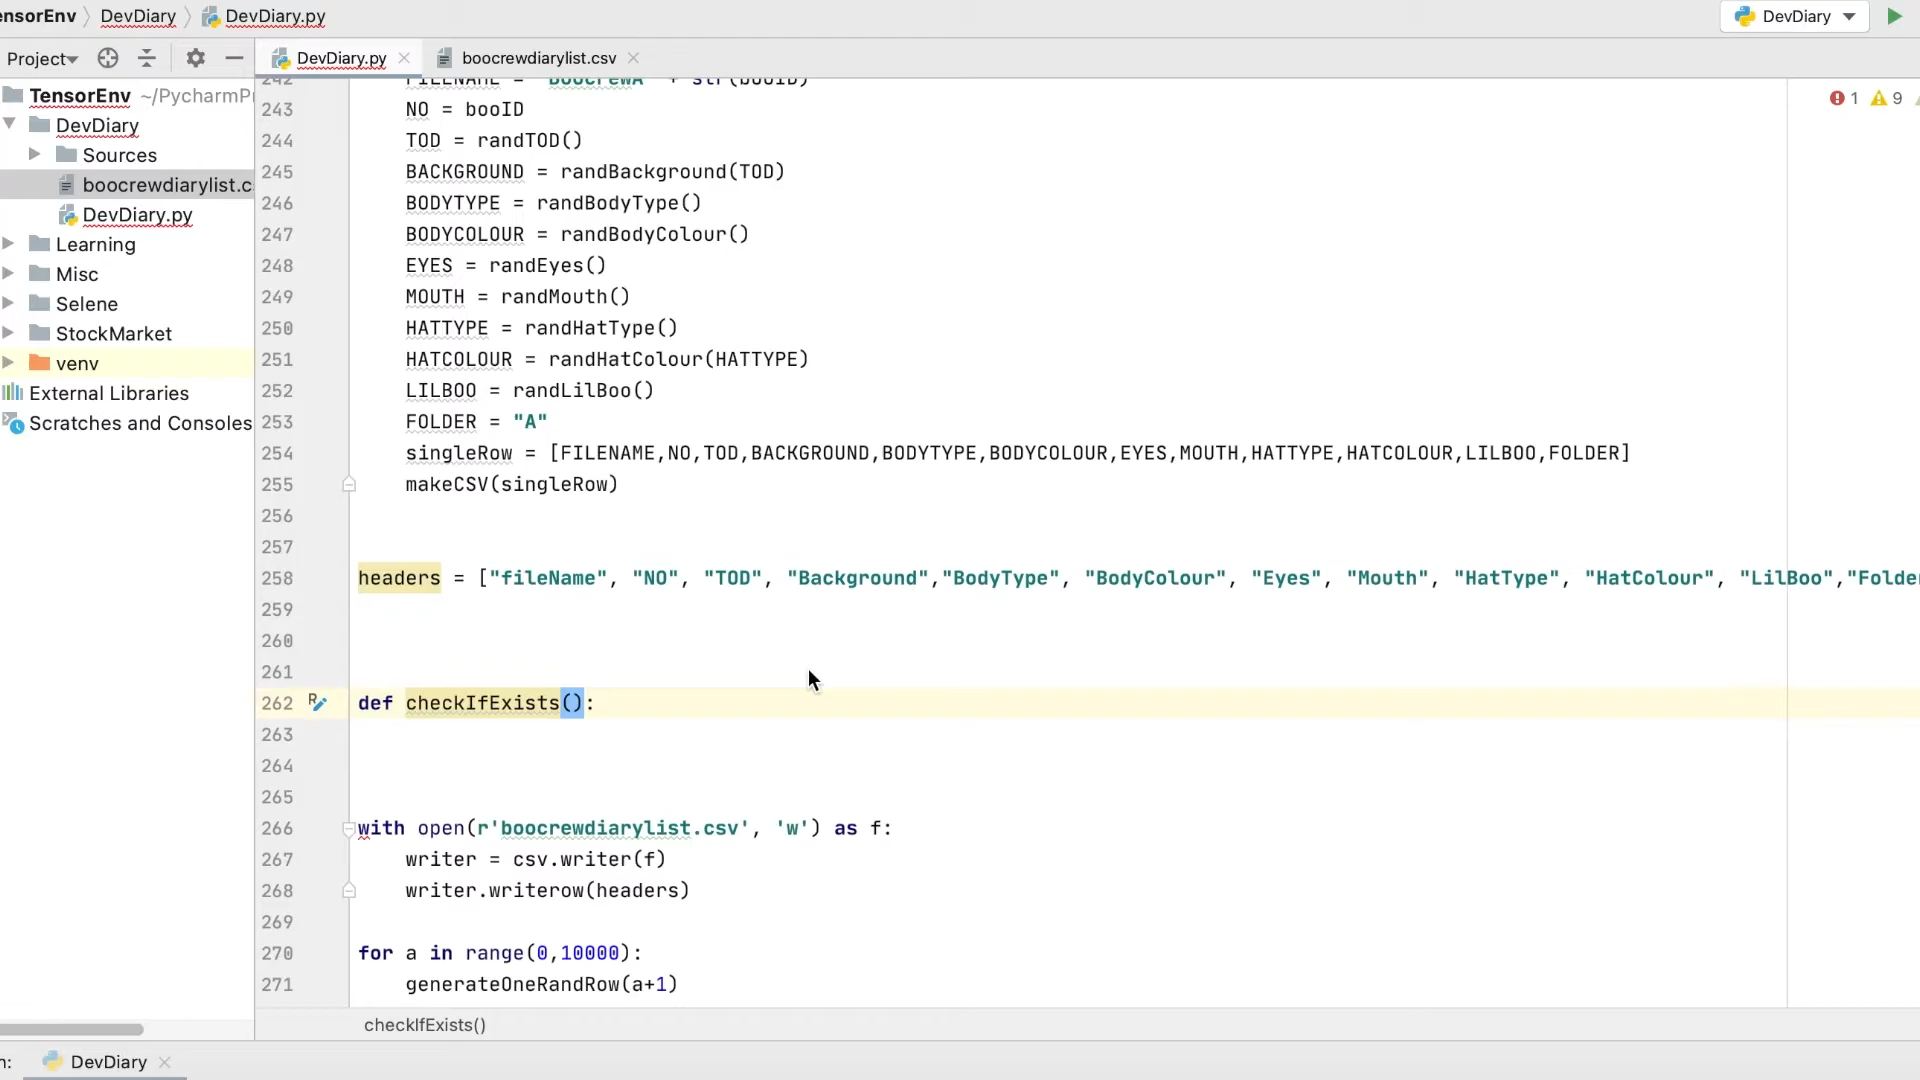 ensorEnv DevDiary DevDiary.py DevDiary
Project DevDiary.py boocrewdiarylist.csv
TensorEnv ~/PycharmP
DevDiary
Sources
boocrewdiarylist.c
DevDiary.py
Learning
Misc
Selene
StockMarket
venv
External Libraries
Scratches and Consoles
1 9
242 FILENAME = "BooCrewA" + str(booID)
243 NO = booID
244 TOD = randTOD()
245 BACKGROUND = randBackground(TOD)
246 BODYTYPE = randBodyType()
247 BODYCOLOUR = randBodyColour()
248 EYES = randEyes()
249 MOUTH = randMouth()
250 HATTYPE = randHatType()
251 HATCOLOUR = randHatColour(HATTYPE)
252 LILBOO = randLilBoo()
253 FOLDER = "A"
254 singleRow = [FILENAME,NO,TOD,BACKGROUND,BODYTYPE,BODYCOLOUR,EYES,MOUTH,HATTYPE,HATCOLOUR,LILBOO,FOLDER]
255 makeCSV(singleRow)
256
257
258 headers = ["fileName", "NO", "TOD", "Background","BodyType", "BodyColour", "Eyes", "Mouth", "HatType", "HatColour", "LilBoo","Folde
259
260
261
262 def checkIfExists():
263
264
265
266 with open(r'boocrewdiarylist.csv', 'w') as f:
267 writer = csv.writer(f)
268 writer.writerow(headers)
269
270 for a in range(0,10000):
271 generateOneRandRow(a+1)
checkIfExists()
n: DevDiary